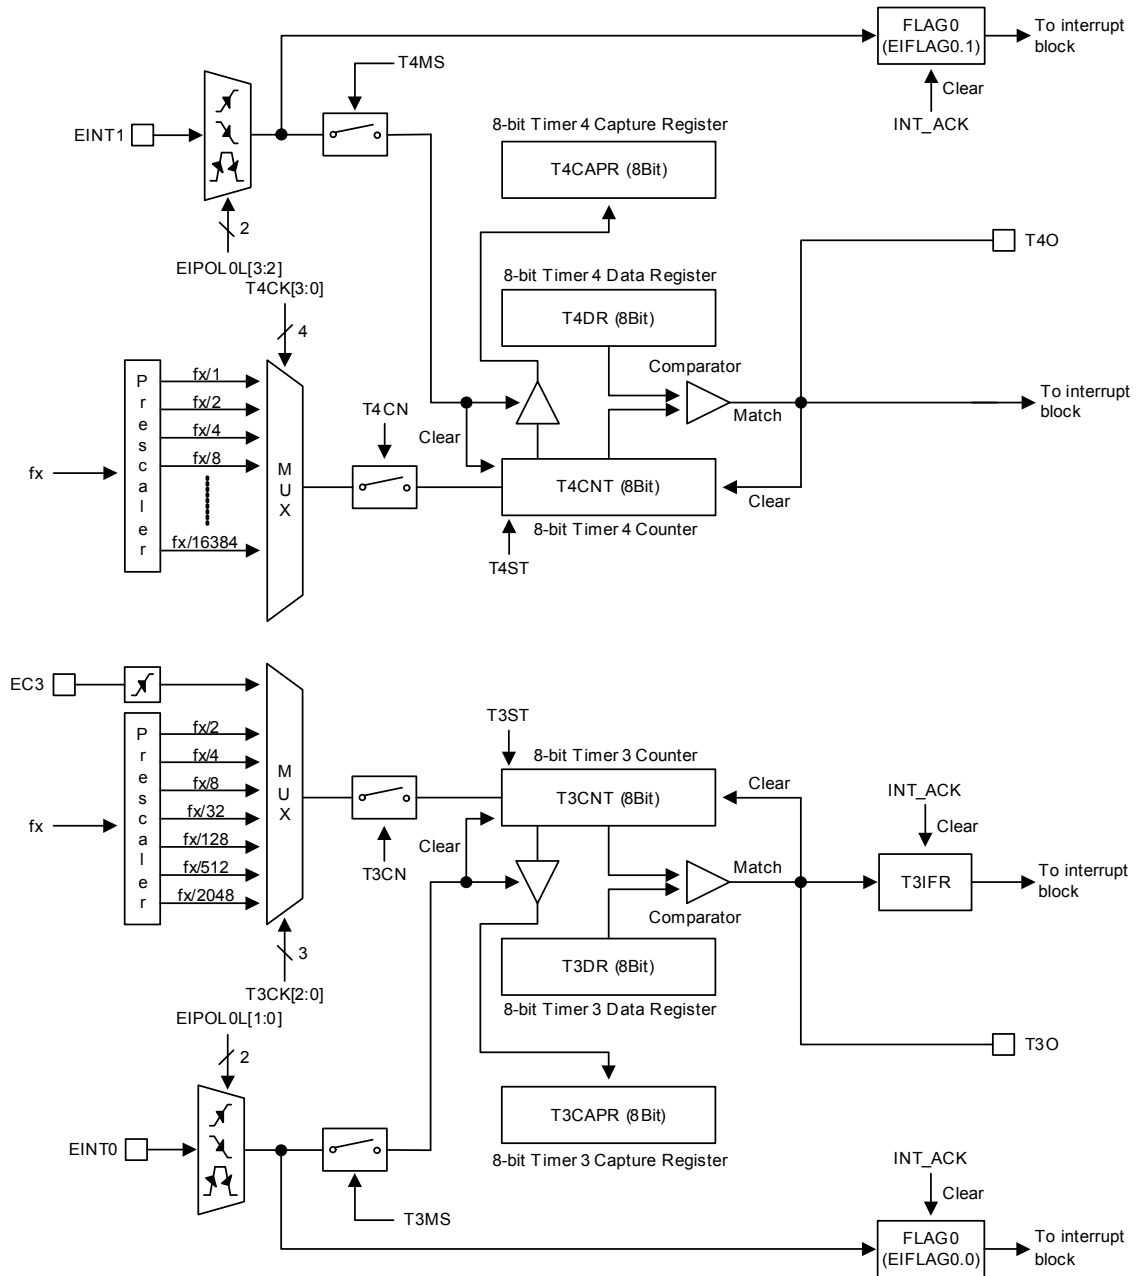 FLAG0
(EIFLAG0.1)
To interrupt
block
T4MS
Clear
EINT1
INT_ACK
8-bit Timer 4 Capture Register
T4CAPR (8Bit)
2
T4O
EIPOL0L[3:2]
T4CK[3:0]
8-bit Timer 4 Data Register
T4DR (8Bit)
4
Prescaler
fx/1
fx/2
fx/4
fx/8
fx/16384
fx
MUX
T4CN
Clear
Comparator
Match
To interrupt
block
T4CNT (8Bit)
Clear
8-bit Timer 4 Counter
T4ST
EC3
Prescaler
fx/2
fx/4
fx/8
fx/32
fx/128
fx/512
fx/2048
fx
MUX
T3ST
8-bit Timer 3 Counter
T3CNT (8Bit)
Clear
INT_ACK
Clear
T3CN
Clear
Match
Comparator
T3IFR
To interrupt
block
3
T3CK[2:0]
T3DR (8Bit)
8-bit Timer 3 Data Register
EIPOL0L[1:0]
2
T3O
T3CAPR (8Bit)
8-bit Timer 3 Capture Register
EINT0
T3MS
INT_ACK
Clear
FLAG0
(EIFLAG0.0)
To interrupt
block